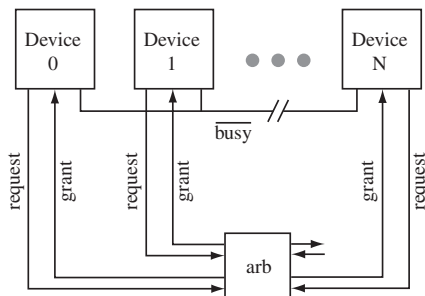 Device
0
Device
1
Device
N
busy
request
grant
request
grant
grant
request
arb